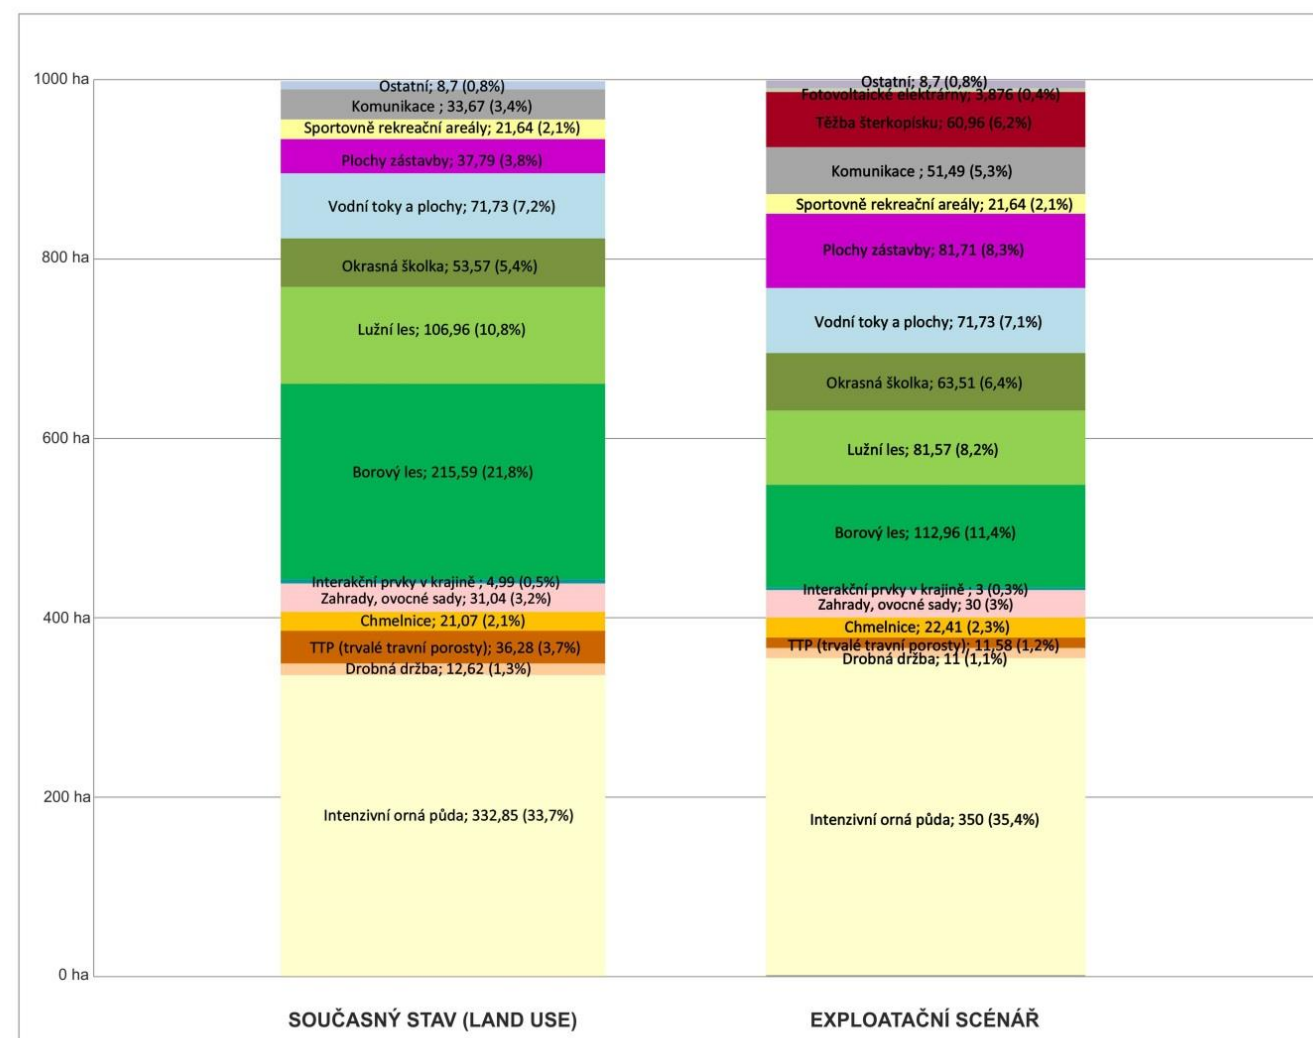 1000 ha
800 ha
600 ha
400 ha
200 ha
0 ha
Ostatní; 8,7 (0,8%)
Komunikace ; 33,67 (3,4%)
Sportovně rekreační areály; 21,64 (2,1%)
Plochy zástavby; 37,79 (3,8%)
Vodní toky a plochy; 71,73 (7,2%)
Okrasná školka; 53,57 (5,4%)
Lužní les; 106,96 (10,8%)
Borový les; 215,59 (21,8%)
Interakční prvky v krajině ; 4,99 (0,5%)
Zahrady, ovocné sady; 31,04 (3,2%)
Chmelnice; 21,07 (2,1%)
TTP (trvalé travní porosty); 36,28 (3,7%)
Drobná držba; 12,62 (1,3%)
Intenzivní orná půda; 332,85 (33,7%)
SOUČASNÝ STAV (LAND USE)
Ostatní; 8,7 (0,8%)
Fotovoltaické elektrárny; 3,876 (0,4%)
Těžba šterkopisku; 60,96 (6,2%)
Komunikace ; 51,49 (5,3%)
Sportovně rekreační areály; 21,64 (2,1%)
Plochy zástavby; 81,71 (8,3%)
Vodní toky a plochy; 71,73 (7,1%)
Okrasná školka; 63,51 (6,4%)
Lužní les; 81,57 (8,2%)
Borový les; 112,96 (11,4%)
Interakční prvky v krajině ; 3 (0,3%)
Zahrady, ovocné sady; 30 (3%)
Chmelnice; 22,41 (2,3%)
TTP (trvalé travní porosty); 11,58 (1,2%)
Drobná držba; 11 (1,1%)
Intenzivní orná půda; 350 (35,4%)
EXPLOATAČNÍ SCÉNÁŘ